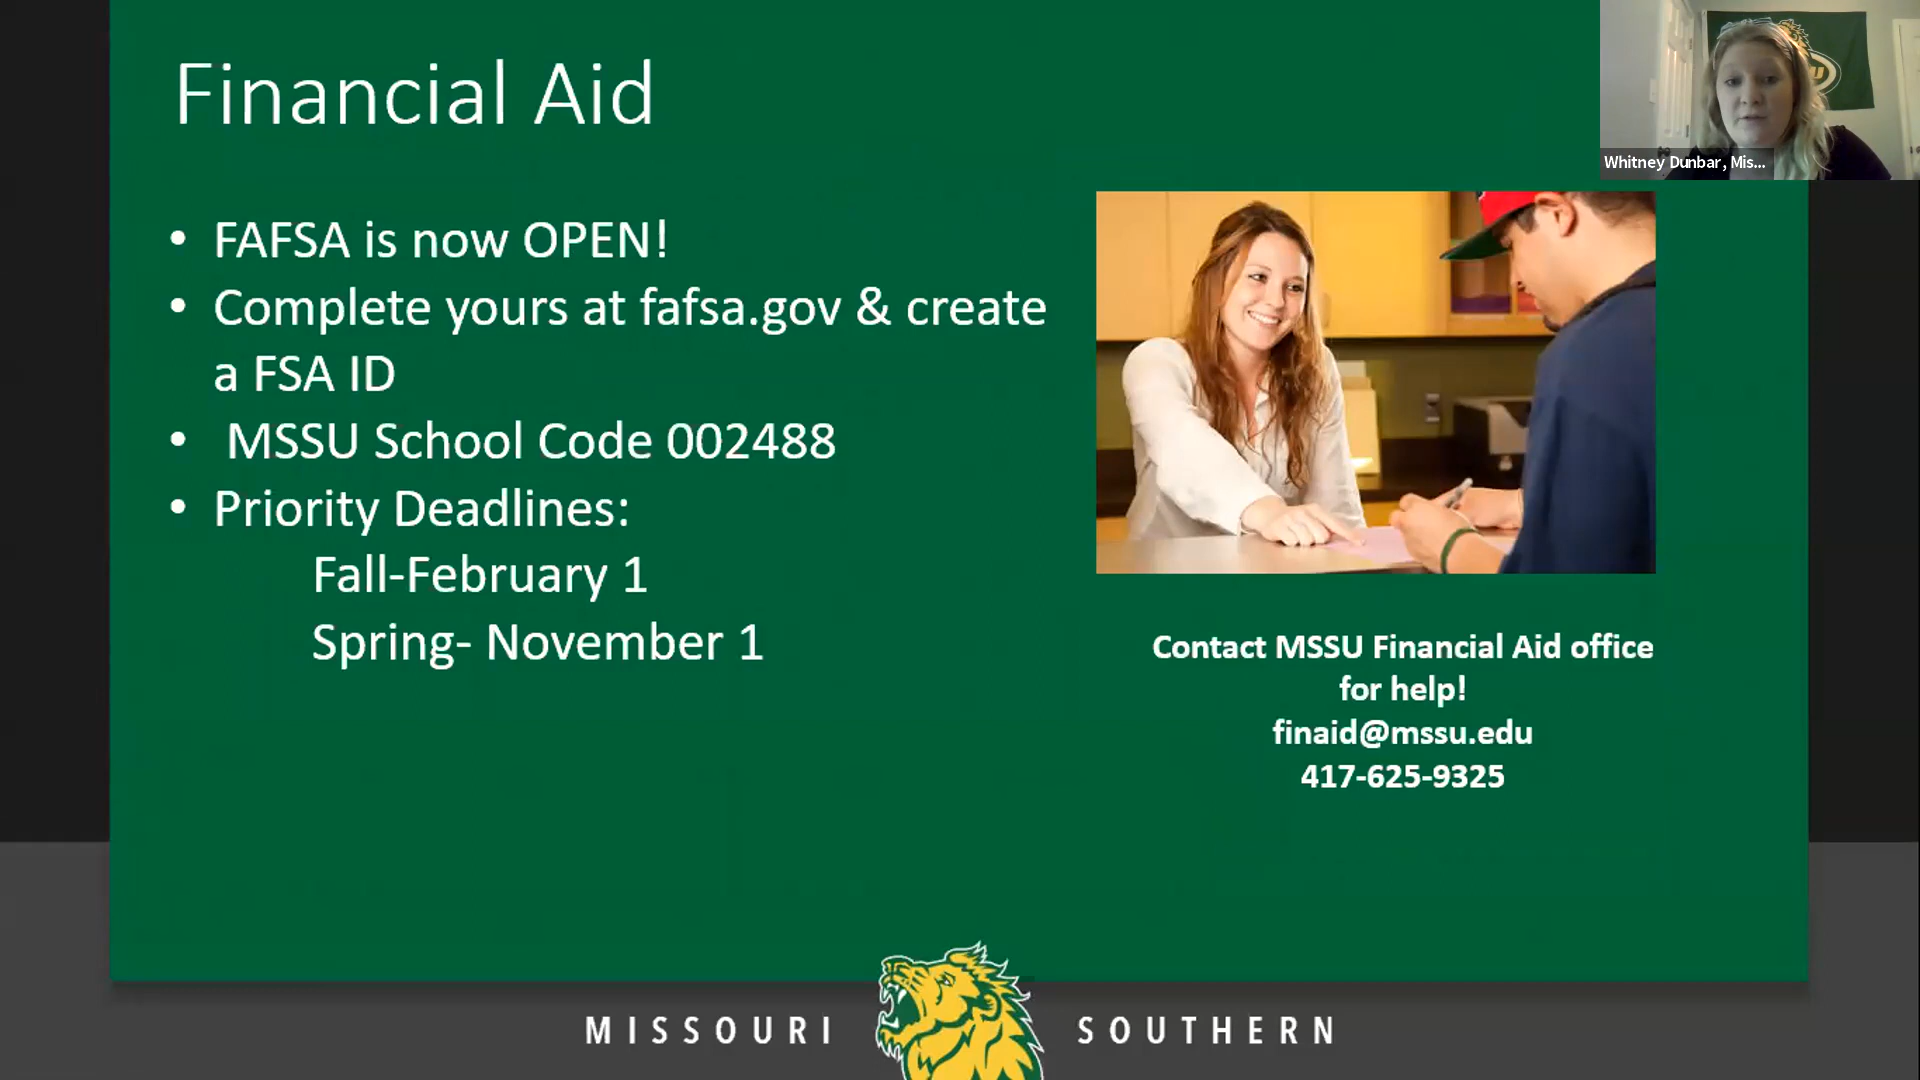 Financial Aid
Whitney Dunbar, Mis...
• FAFSA is now OPEN!
• Complete yours at fafsa.gov & create
a FSA ID
• MSSU School Code 002488
• Priority Deadlines:
Fall-February 1
Spring- November 1
Contact MSSU Financial Aid office
for help!
finaid@mssu.edu
417-625-9325
MISSOURI SOUTHERN